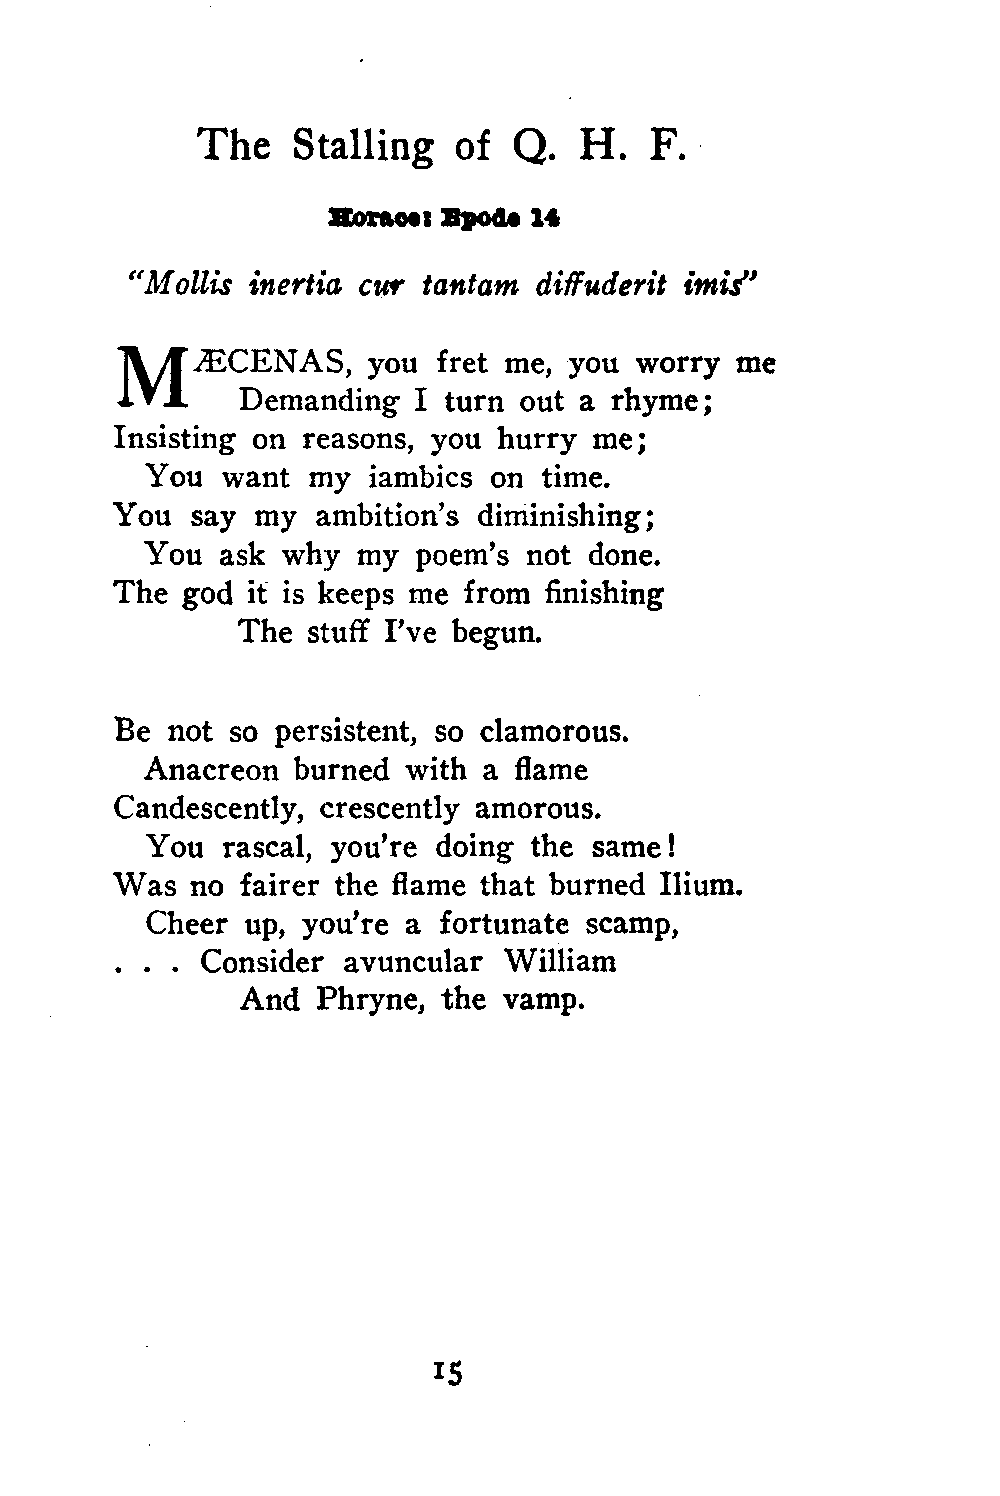 The Stalling of Q. H. F.
Horace: Epode 14
"Mollis inertia cur tantam diffuderit imis"
MÆCENAS, you fret me, you worry me
Demanding I turn out a rhyme;
Insisting on reasons, you hurry me;
You want my iambics on time.
You say my ambition's diminishing;
You ask why my poem's not done.
The god it is keeps me from finishing
The stuff I've begun.
Be not so persistent, so clamorous.
Anacreon burned with a flame
Candescently, crescently amorous.
You rascal, you're doing the same!
Was no fairer the flame that burned Ilium.
Cheer up, you're a fortunate scamp,
. . . Consider avuncular William
And Phryne, the vamp.
15